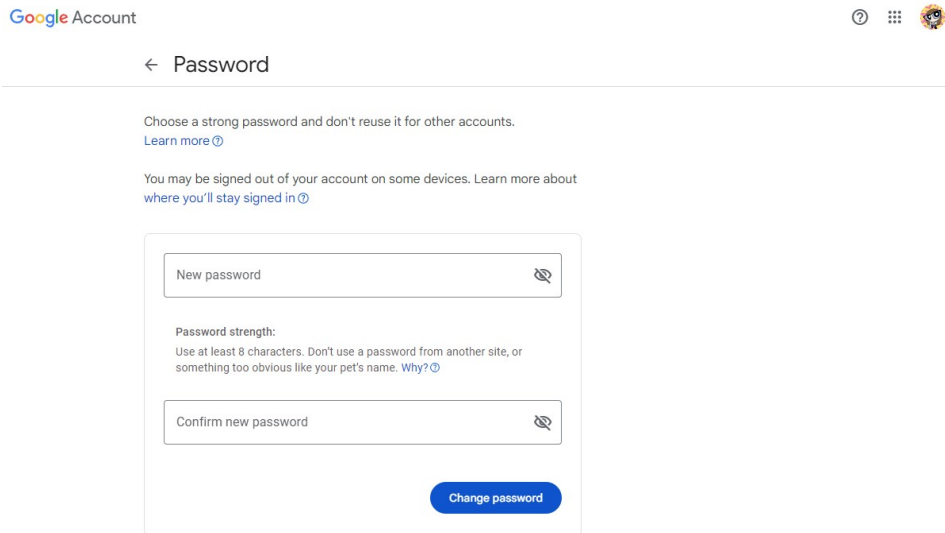 Google Account
Password
Choose a strong password and don't reuse it for other accounts.
Learn more
You may be signed out of your account on some devices. Learn more about
where you'll stay signed in
New password
Password strength:
Use at least 8 characters. Don't use a password from another site, or
something too obvious like your pet's name. Why?
Confirm new password
Change password